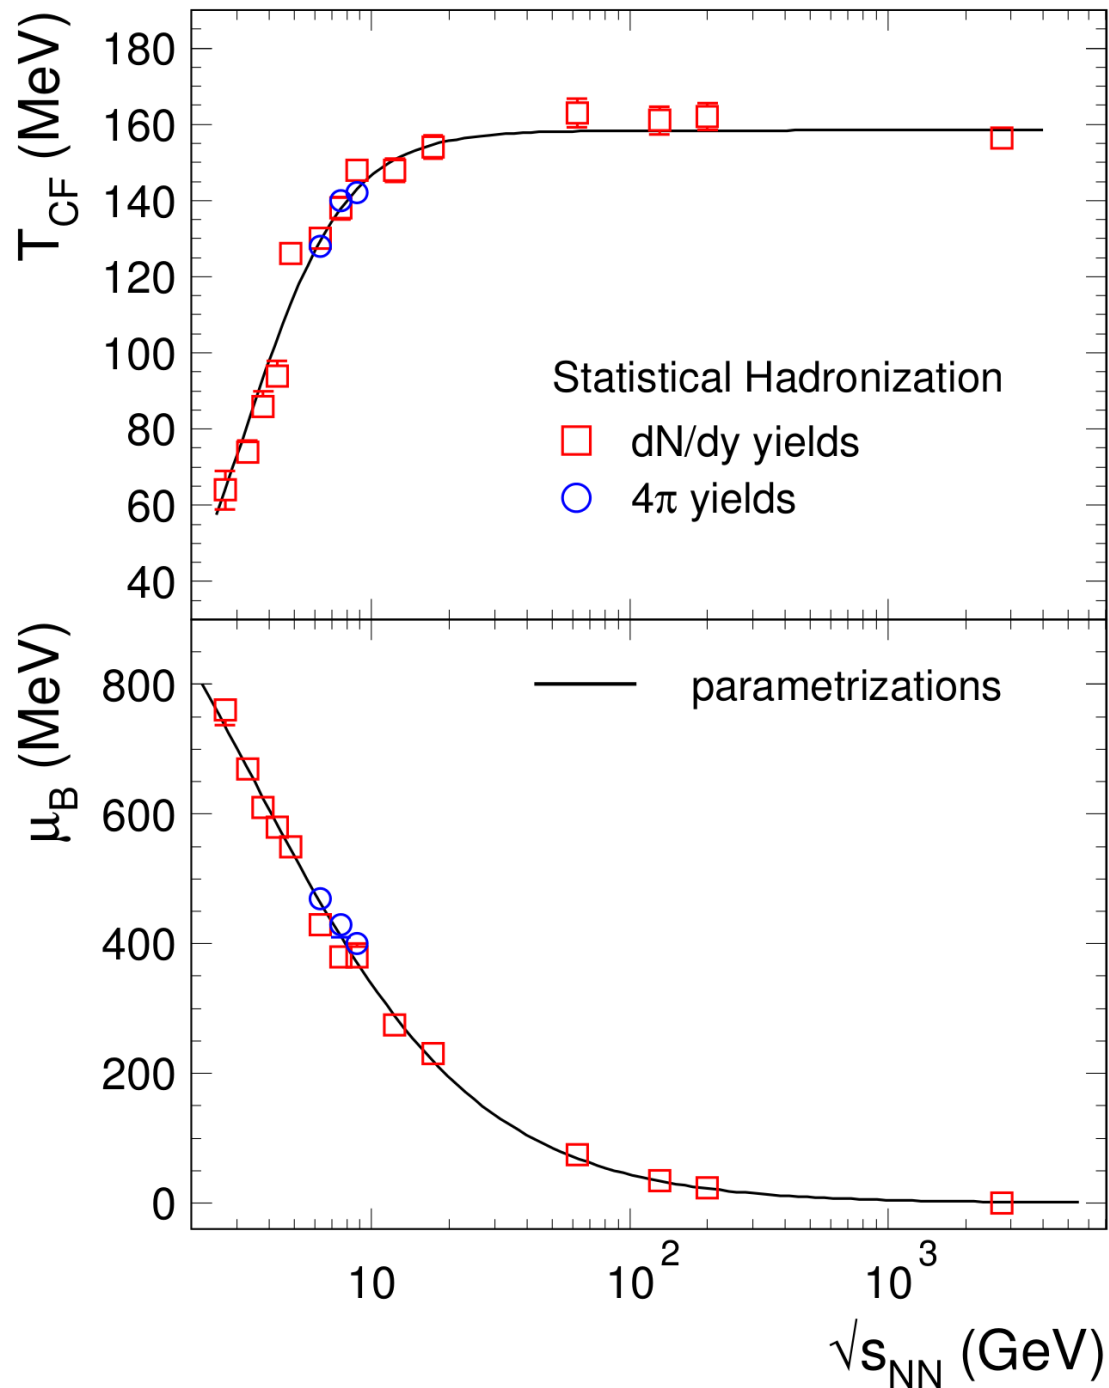 T_CF (MeV)
180
160
140
120
100
80
60
40
Statistical Hadronization
dN/dy yields
4π yields
μ_B (MeV)
800
600
400
200
0
parametrizations
10
10^2
10^3
√s_NN (GeV)